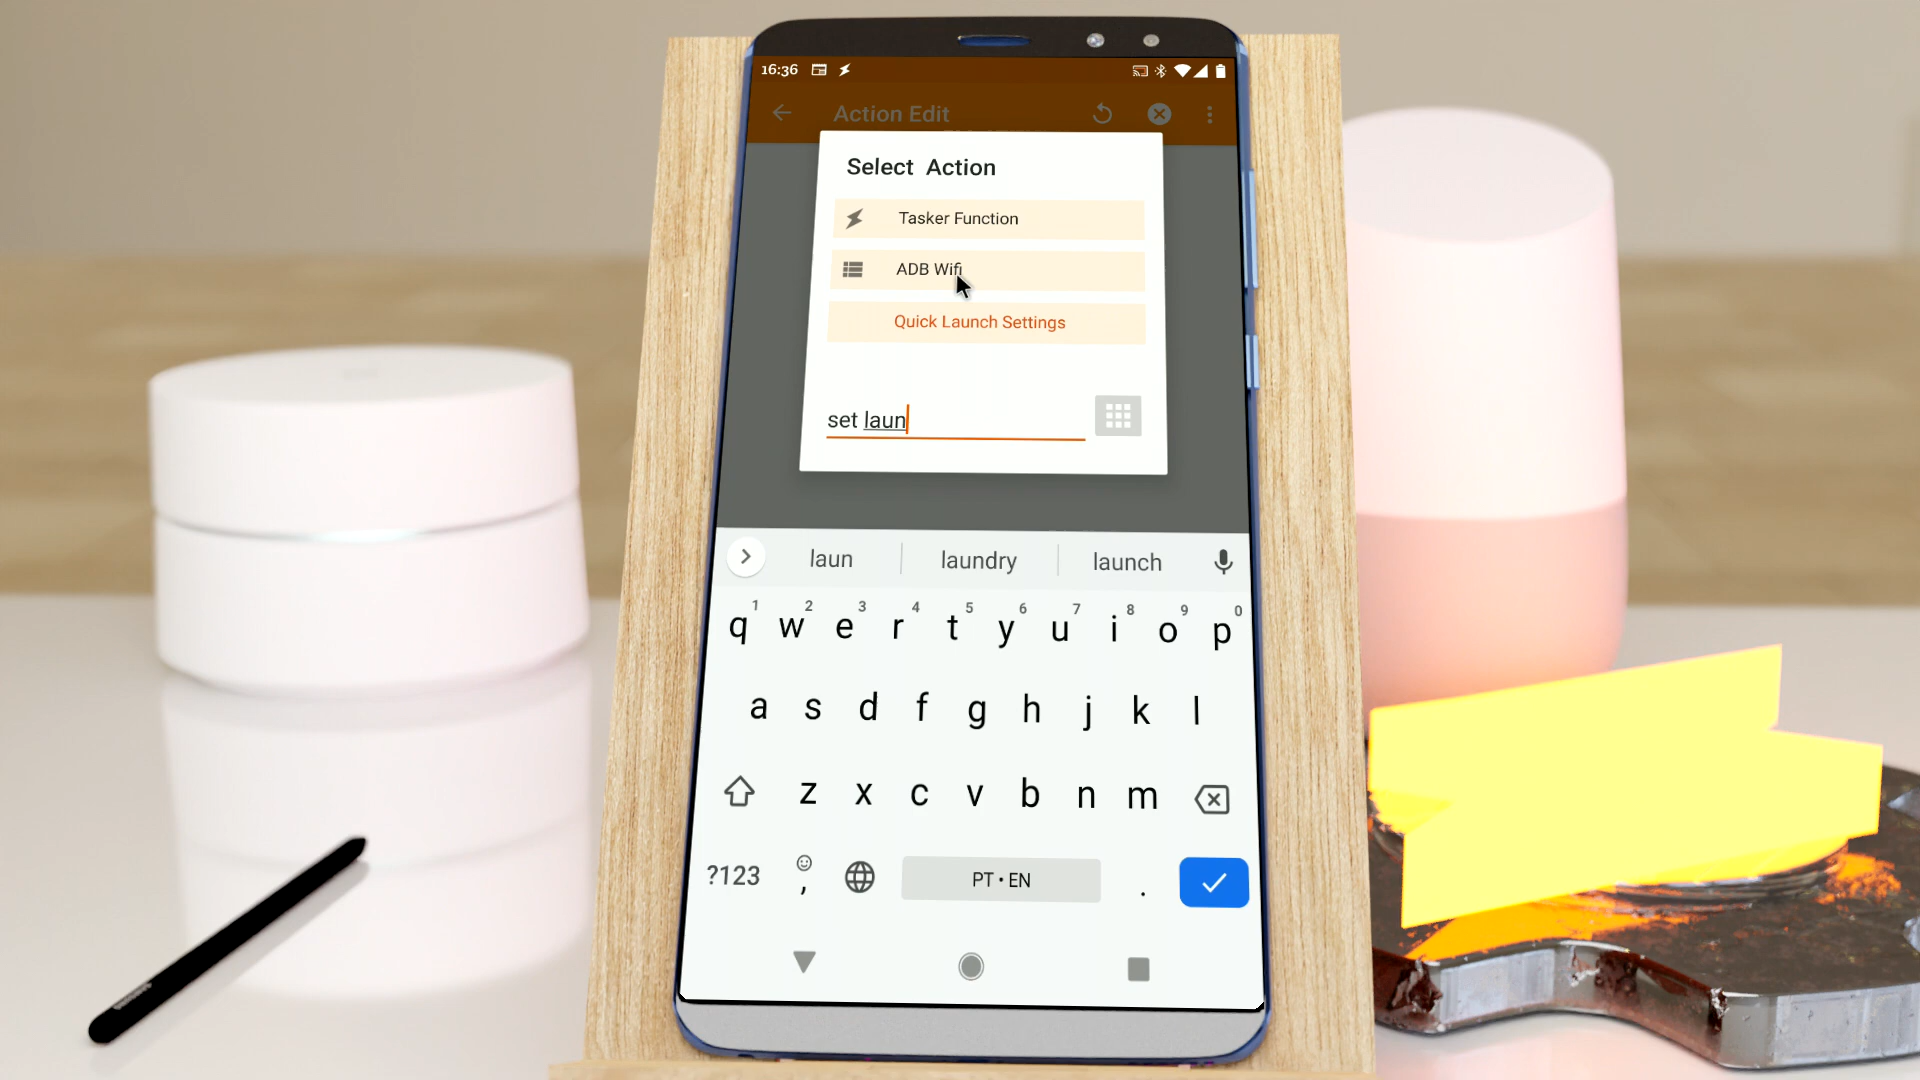 16:36
Action Edit
Select Action
Tasker Function
ADB Wifi
Quick Launch Settings
set laun
laun laundry launch
1 2 3 4 5 6 7 8 9 0
q w e r t y u i o p
a s d f g h j k l
z x c v b n m
?123 , PT • EN .